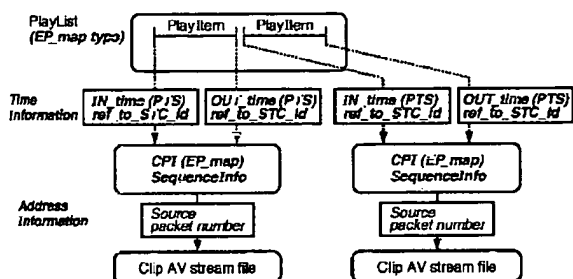 PlayList
(EP_map type)
PlayItem
PlayItem
Time
Information
IN_time (PTS)
ref_to_STC_id
OUT_time (PTS)
ref_to_STC_id
IN_time (PTS)
ref_to_STC_id
OUT_time (PTS)
ref_to_STC_id
CPI (EP_map)
SequenceInfo
CPI (EP_map)
SequenceInfo
Address
Information
Source
packet number
Source
packet number
Clip AV stream file
Clip AV stream file